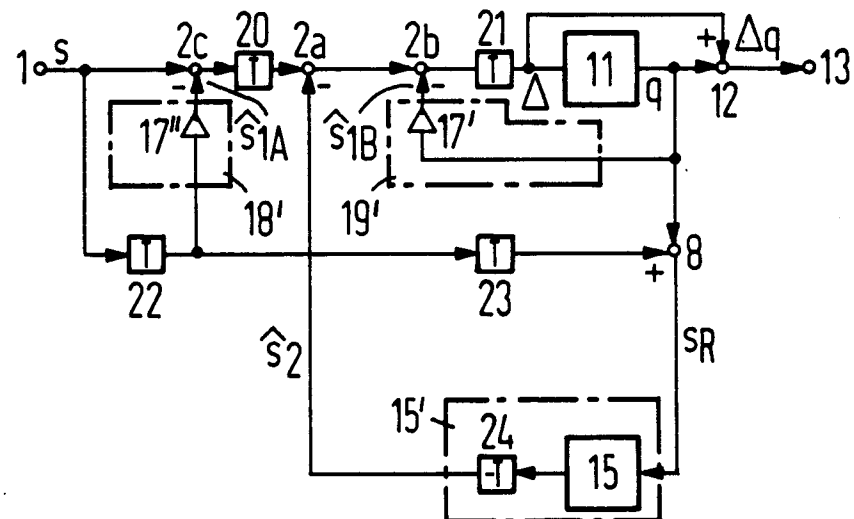 1 s 2c 20 2a 2b 21 + Δq 13
T T 11
- - - Δ q 12
17" ŝ1A ŝ1B 17'
18' 19'
T T 8
22 23 +
ŝ2 sR
15' 24
-T 15